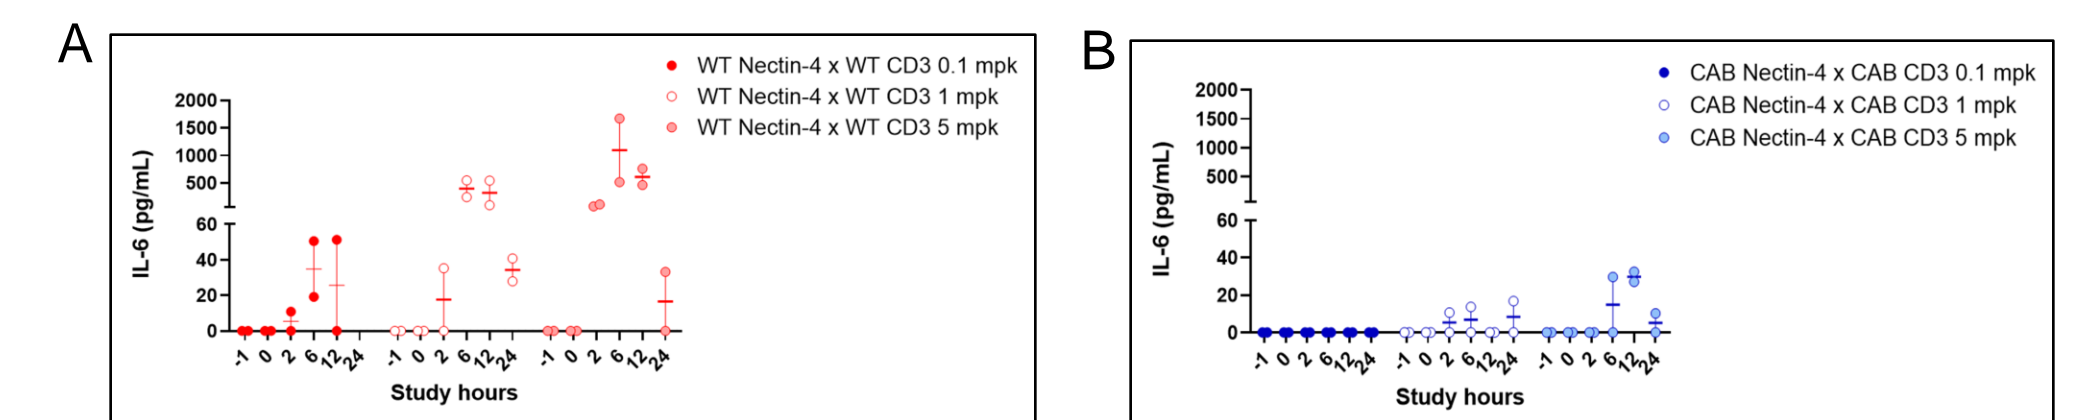 A
WT Nectin-4 x WT CD3 0.1 mpk
WT Nectin-4 x WT CD3 1 mpk
WT Nectin-4 x WT CD3 5 mpk
IL-6 (pg/mL)
2000
1500
1000
500
60
40
20
0
-1 0 2 6 12 24 -1 0 2 6 12 24 -1 0 2 6 12 24
Study hours
B
CAB Nectin-4 x CAB CD3 0.1 mpk
CAB Nectin-4 x CAB CD3 1 mpk
CAB Nectin-4 x CAB CD3 5 mpk
IL-6 (pg/mL)
2000
1500
1000
500
60
40
20
0
-1 0 2 6 12 24 -1 0 2 6 12 24 -1 0 2 6 12 24
Study hours